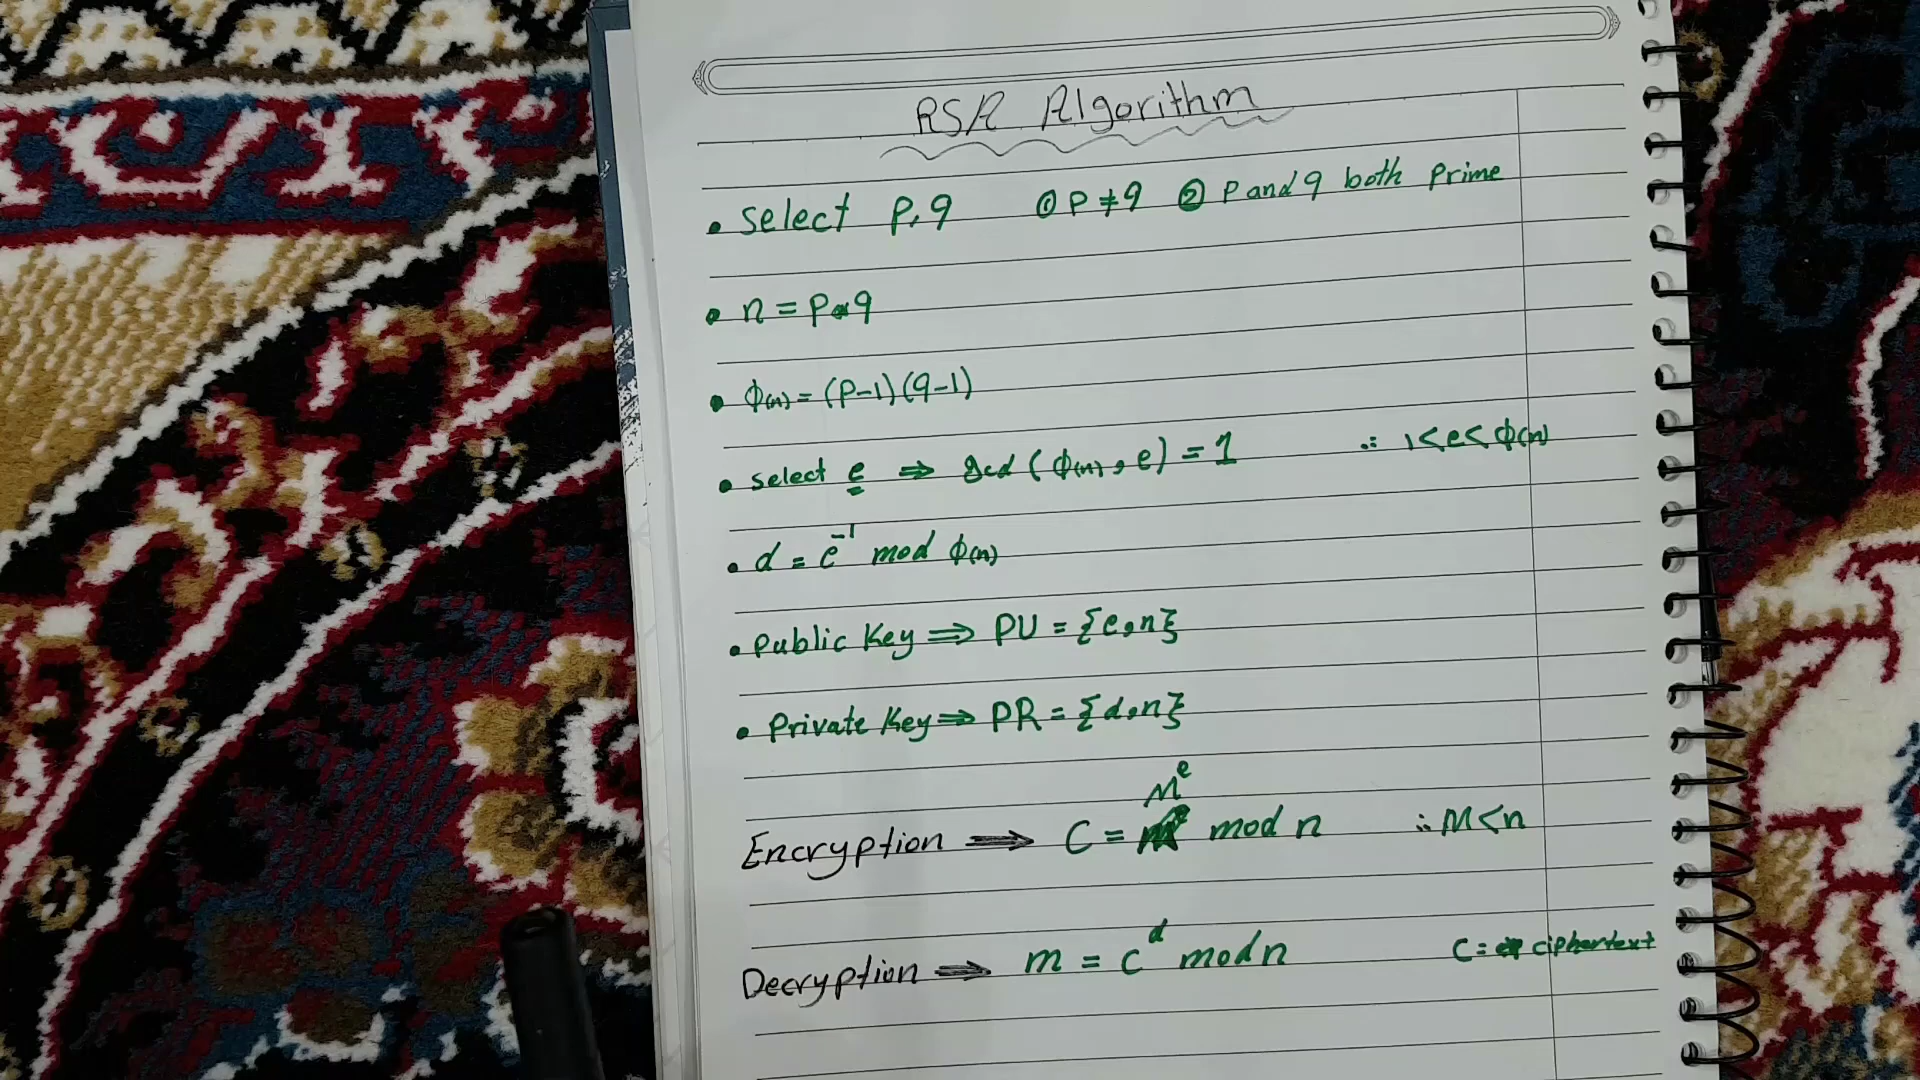 RSA Algorithm
• Select P, q ① P ≠ q ② P and q both Prime
• n = P * q
• ϕ(n) = (P-1)(q-1)
• select e ⇒ gcd ( ϕ(n) , e) = 1 ∴ 1<e< ϕ(n)
• d = e⁻¹ mod ϕ(n)
• Public Key ⇒ PU = {e,n}
• Private Key ⇒ PR = {d,n}
Encryption ⇒ C = Mᵉ mod n ∴ M<n
Decryption ⇒ m = cᵈ mod n C = ciphertext